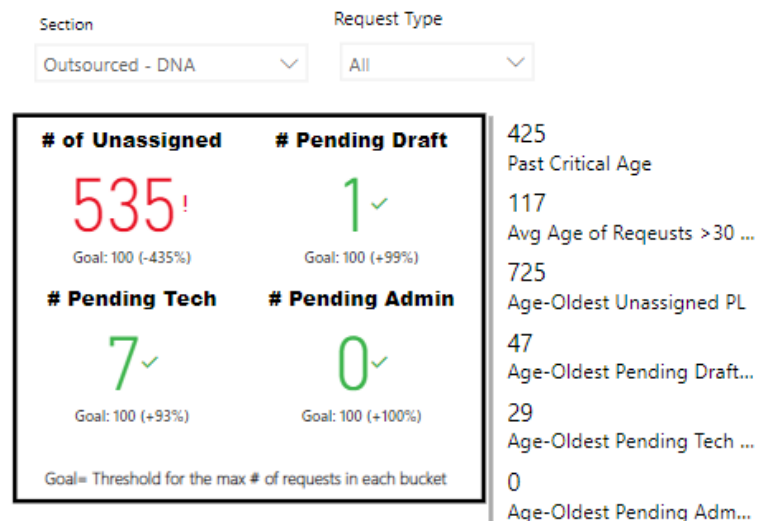 Section
Request Type
Outsourced - DNA
All
# of Unassigned
# Pending Draft
535!
1
Goal: 100 (-435%)
Goal: 100 (+99%)
# Pending Tech
# Pending Admin
7
0
Goal: 100 (+93%)
Goal: 100 (+100%)
Goal= Threshold for the max # of requests in each bucket
425
Past Critical Age
117
Avg Age of Reqeusts >30 ...
725
Age-Oldest Unassigned PL
47
Age-Oldest Pending Draft...
29
Age-Oldest Pending Tech ...
0
Age-Oldest Pending Adm...